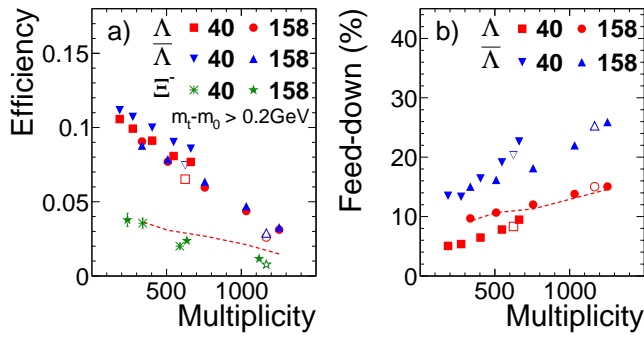 a) Λ 40 158
Λ̅ 40 158
Ξ⁻ 40 158
mₜ-m₀ > 0.2GeV
Efficiency
0.15
0.1
0.05
0
500 1000
Multiplicity
b) Λ 40 158
Λ̅ 40 158
Feed-down (%)
40
30
20
10
0
500 1000
Multiplicity